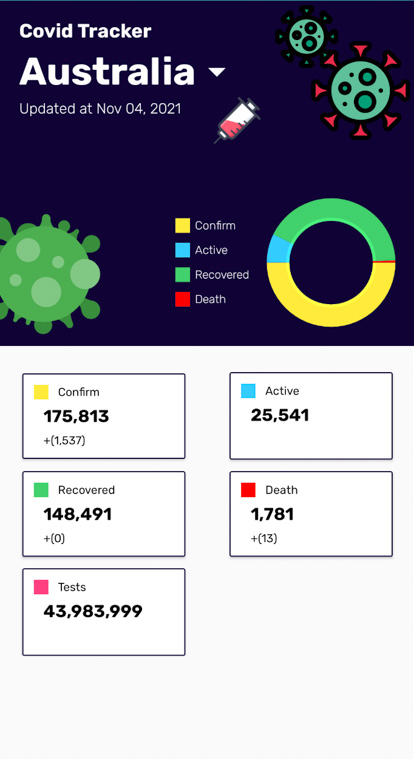 Covid Tracker
Australia
Updated at Nov 04, 2021
Confirm
Active
Recovered
Death
Confirm
175,813
+(1,537)
Active
25,541
Recovered
148,491
+(0)
Death
1,781
+(13)
Tests
43,983,999